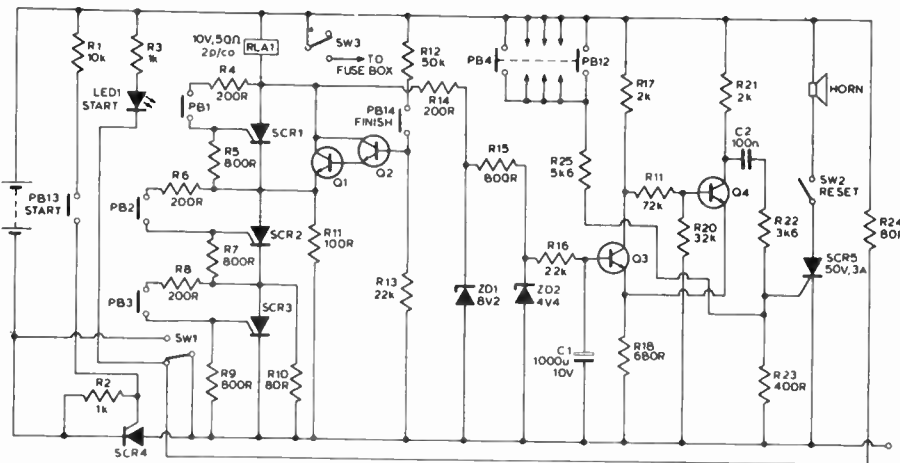 R1
10k
R3
1k
LED1
START
10V,50Ω
2p/co
RLA1
SW3
TO
FUSE BOX
R12
50k
PB4
PB12
R17
2k
R21
2k
HORN
R4
200R
PB1
SCR1
R14
200R
PB14
FINISH
C2
100n
R5
800R
Q1
Q2
R15
800R
R25
5k6
R11
72k
Q4
SW2
RESET
PB13
START
R6
200R
PB2
SCR2
R11
100R
R20
32k
R22
3k6
R24
80R
R7
800R
R16
22k
Q3
SCR5
50V,3A
R8
200R
R13
22k
PB3
SCR3
ZD1
8V2
ZD2
4V4
SW1
C1
1000u
10V
R18
680R
R2
1k
R9
800R
R10
80R
R23
400R
SCR4